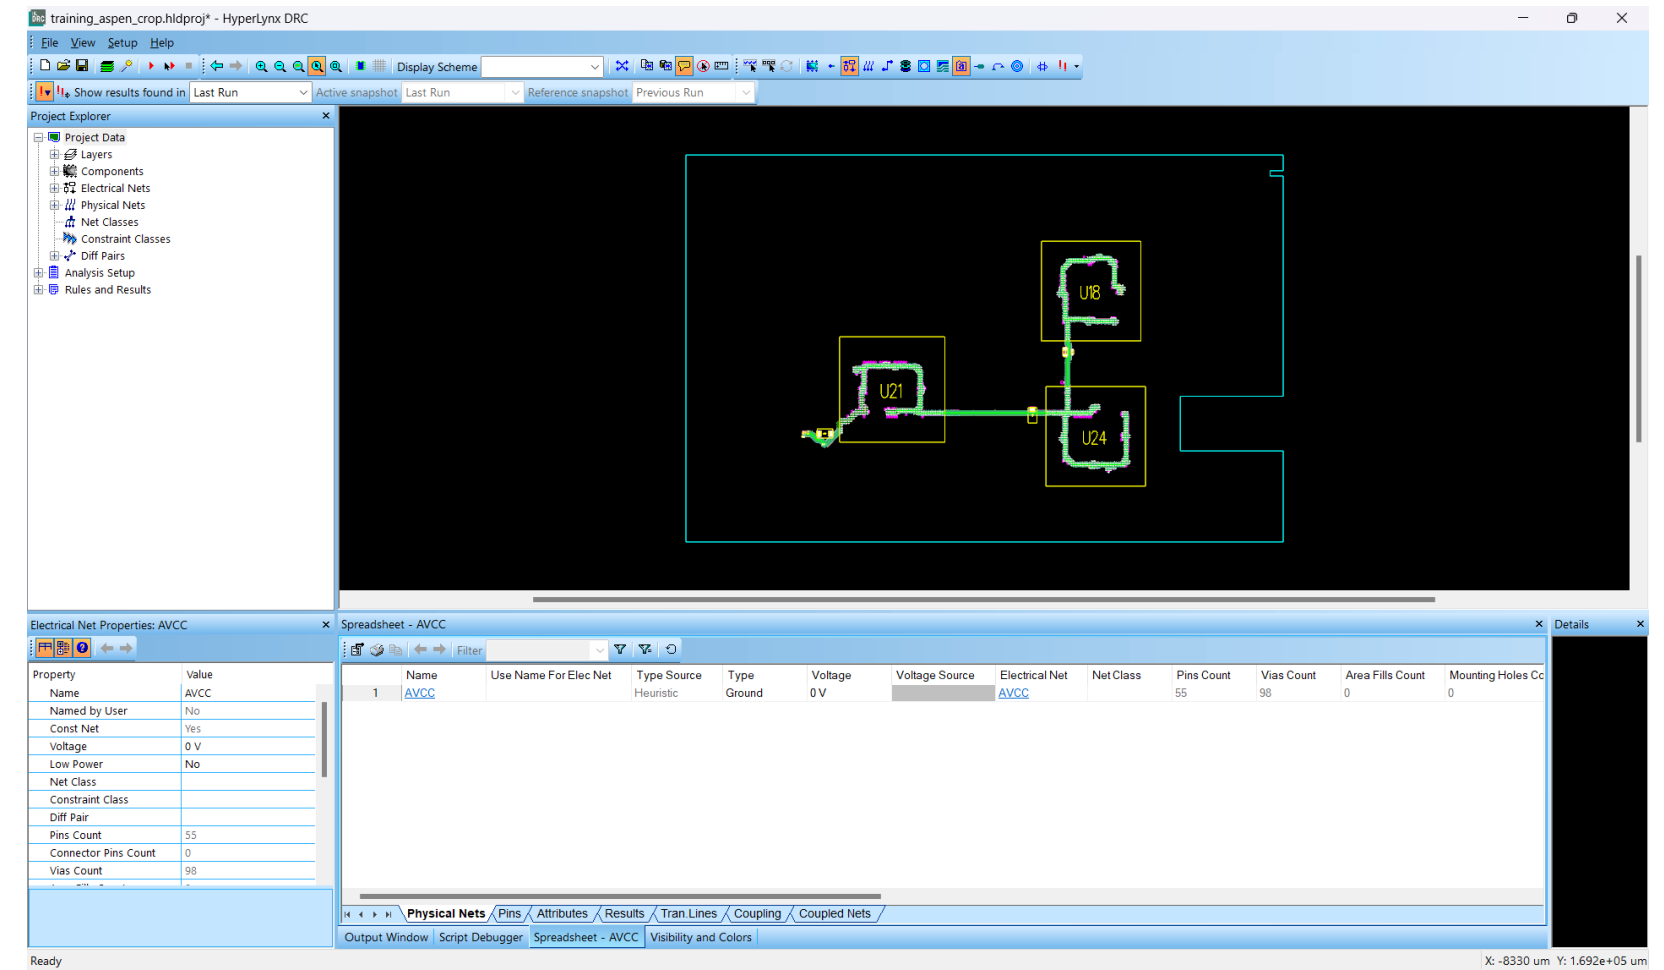 training_aspen_crop.hldproj* - HyperLynx DRC
File View Setup Help
Display Scheme
Show results found in Last Run Active snapshot Last Run Reference snapshot Previous Run
Project Explorer
Project Data
Layers
Components
Electrical Nets
Physical Nets
Net Classes
Constraint Classes
Diff Pairs
Analysis Setup
Rules and Results
U18
U21
U24
Electrical Net Properties: AVCC
Property Value
Name AVCC
Named by User No
Const Net Yes
Voltage 0 V
Low Power No
Net Class
Constraint Class
Diff Pair
Pins Count 55
Connector Pins Count 0
Vias Count 98
Spreadsheet - AVCC
Filter
Name Use Name For Elec Net Type Source Type Voltage Voltage Source Electrical Net Net Class Pins Count Vias Count Area Fills Count Mounting Holes Co
1 AVCC Heuristic Ground 0 V AVCC 55 98 0 0
Physical Nets Pins Attributes Results Tran.Lines Coupling Coupled Nets
Output Window Script Debugger Spreadsheet - AVCC Visibility and Colors
Details
Ready
X: -8330 um Y: 1.692e+05 um